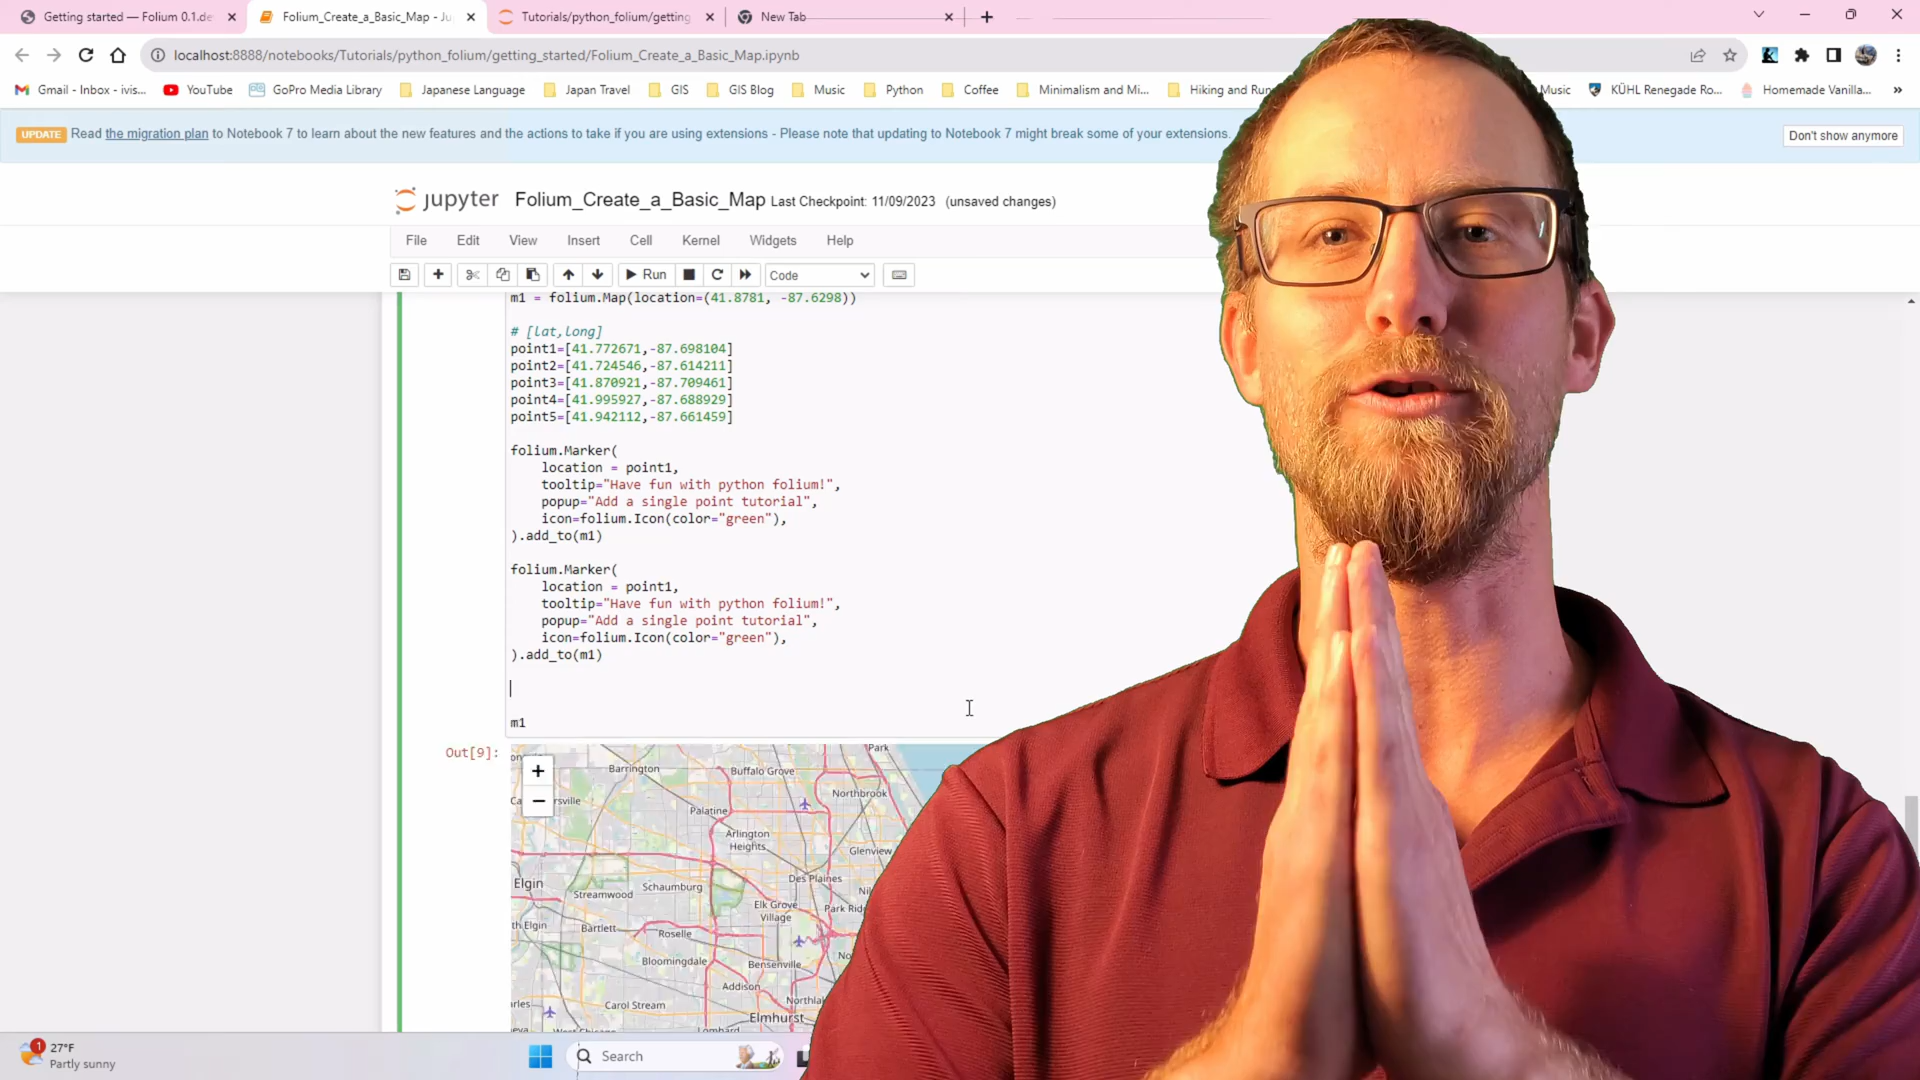 Getting started — Folium 0.1.de
Folium_Create_a_Basic_Map - Ju
Tutorials/python_folium/getting
New Tab
localhost:8888/notebooks/Tutorials/python_folium/getting_started/Folium_Create_a_Basic_Map.ipynb
Gmail - Inbox - ivis... YouTube GoPro Media Library Japanese Language Japan Travel GIS GIS Blog Music Python Coffee Minimalism and Mi... Hiking and Run Music KÜHL Renegade Ro... Homemade Vanilla... »
UPDATE Read the migration plan to Notebook 7 to learn about the new features and the actions to take if you are using extensions - Please note that updating to Notebook 7 might break some of your extensions.
Don't show anymore
jupyter Folium_Create_a_Basic_Map Last Checkpoint: 11/09/2023 (unsaved changes)
File Edit View Insert Cell Kernel Widgets Help
Run Code
m1 = folium.Map(location=(41.8781, -87.6298))
# [lat,long]
point1=[41.772671,-87.698104]
point2=[41.724546,-87.614211]
point3=[41.870921,-87.709461]
point4=[41.995927,-87.688929]
point5=[41.942112,-87.661459]
folium.Marker(
location = point1,
tooltip="Have fun with python folium!",
popup="Add a single point tutorial",
icon=folium.Icon(color="green"),
).add_to(m1)
folium.Marker(
location = point1,
tooltip="Have fun with python folium!",
popup="Add a single point tutorial",
icon=folium.Icon(color="green"),
).add_to(m1)
m1
Out[9]:
+
−
Park
Barrington
Buffalo Grove
Northbrook
Palatine
Arlington
Heights
Glenview
Des Plaines
Elgin
Schaumburg
Streamwood
Elk Grove
Village
Park Rid
th Elgin
Bartlett
Roselle
Bloomingdale
Bensenville
Addison
Carol Stream
Northla
Elmhurst
West Chicago
Lombard
1
27°F
Partly sunny
Search